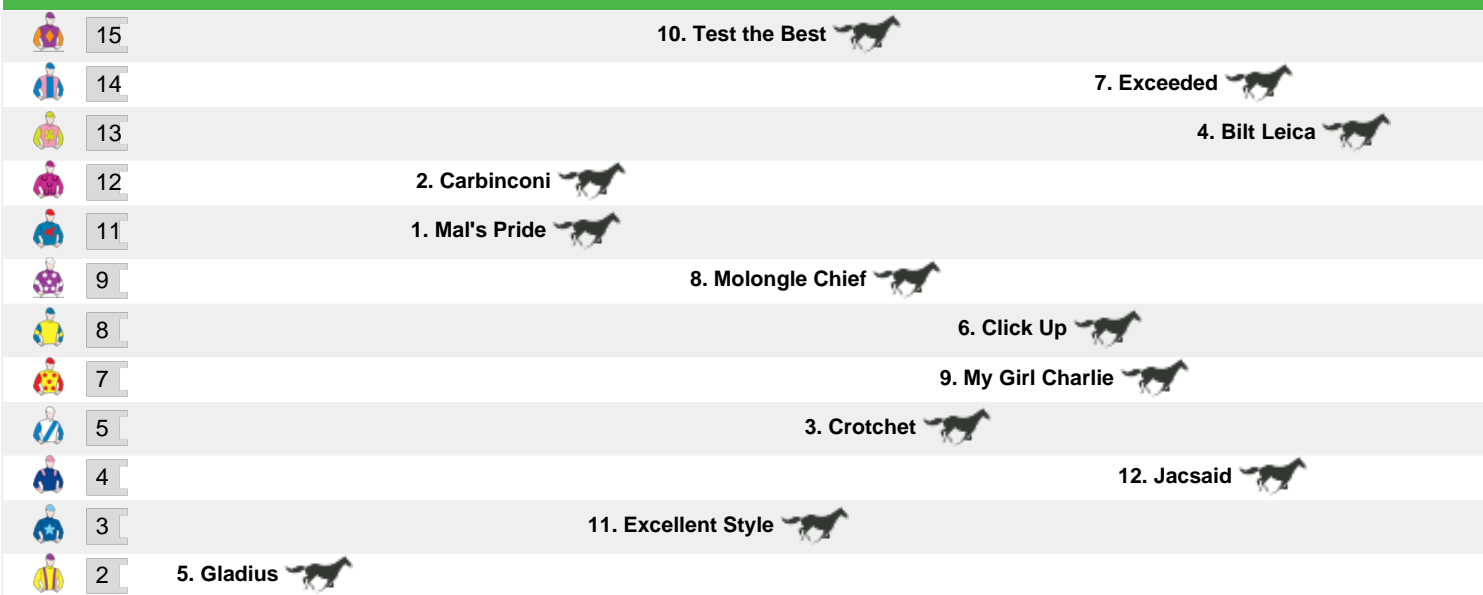 15 10. Test the Best
14 7. Exceeded
13 4. Bilt Leica
12 2. Carbinconi
11 1. Mal's Pride
9 8. Molongle Chief
8 6. Click Up
7 9. My Girl Charlie
5 3. Crotchet
4 12. Jacsaid
3 11. Excellent Style
2 5. Gladius